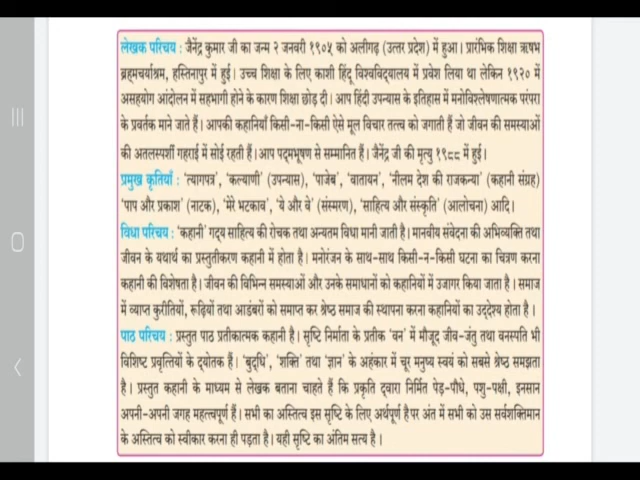 लेखक परिचय : जैनेंद्र कुमार जी का जन्म २ जनवरी १९०५ को अलीगढ़ (उत्तर प्रदेश) में हुआ । प्रारंभिक शिक्षा ऋषभ
ब्रह्मचर्याश्रम, हस्तिनापुर में हुई । उच्च शिक्षा के लिए काशी हिंदू विश्वविद्यालय में प्रवेश लिया था लेकिन १९२० में
असहयोग आंदोलन में सहभागी होने के कारण शिक्षा छोड़ दी । आप हिंदी उपन्यास के इतिहास में मनोविश्लेषणात्मक परंपरा
के प्रवर्तक माने जाते हैं । आपकी कहानियाँ किसी-ना-किसी ऐसे मूल विचार तत्त्व को जगाती हैं जो जीवन की समस्याओं
की अतलस्पर्शी गहराई में सोई रहती हैं । आप पद्मभूषण से सम्मानित हैं । जैनेंद्र जी की मृत्यु १९८८ में हुई ।
प्रमुख कृतियाँ : 'त्यागपत्र', 'कल्याणी' (उपन्यास), 'पाजेब', 'वातायन', 'नीलम देश की राजकन्या' (कहानी संग्रह)
'पाप और प्रकाश' (नाटक), 'मेरे भटकाव', 'ये और वे' (संस्मरण), 'साहित्य और संस्कृति' (आलोचना) आदि ।
विधा परिचय : 'कहानी' गद्य साहित्य की रोचक तथा अन्यतम विधा मानी जाती है । मानवीय संवेदना की अभिव्यक्ति तथा
जीवन के यथार्थ का प्रस्तुतीकरण कहानी में होता है । मनोरंजन के साथ-साथ किसी-न-किसी घटना का चित्रण करना
कहानी की विशेषता है । जीवन की विभिन्न समस्याओं और उनके समाधानों को कहानियों में उजागर किया जाता है । समाज
में व्याप्त कुरीतियों, रूढ़ियों तथा आडंबरों को समाप्त कर श्रेष्ठ समाज की स्थापना करना कहानियों का उद्देश्य होता है ।
पाठ परिचय : प्रस्तुत पाठ प्रतीकात्मक कहानी है । सृष्टि निर्माता के प्रतीक 'वन' में मौजूद जीव-जंतु तथा वनस्पति भी
विशिष्ट प्रवृत्तियों के द्योतक हैं । 'बुद्धि', 'शक्ति' तथा 'ज्ञान' के अहंकार में चूर मनुष्य स्वयं को सबसे श्रेष्ठ समझता
है । प्रस्तुत कहानी के माध्यम से लेखक बताना चाहते हैं कि प्रकृति द्वारा निर्मित पेड़-पौधे, पशु-पक्षी, इनसान
अपनी-अपनी जगह महत्त्वपूर्ण हैं । सभी का अस्तित्व इस सृष्टि के लिए अर्थपूर्ण है पर अंत में सभी को उस सर्वशक्तिमान
के अस्तित्व को स्वीकार करना ही पड़ता है । यही सृष्टि का अंतिम सत्य है ।